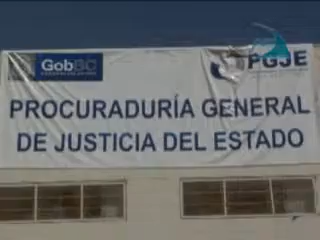 GobBC
PGJE
PROCURADURÍA GENERAL
DE JUSTICIA DEL ESTADO